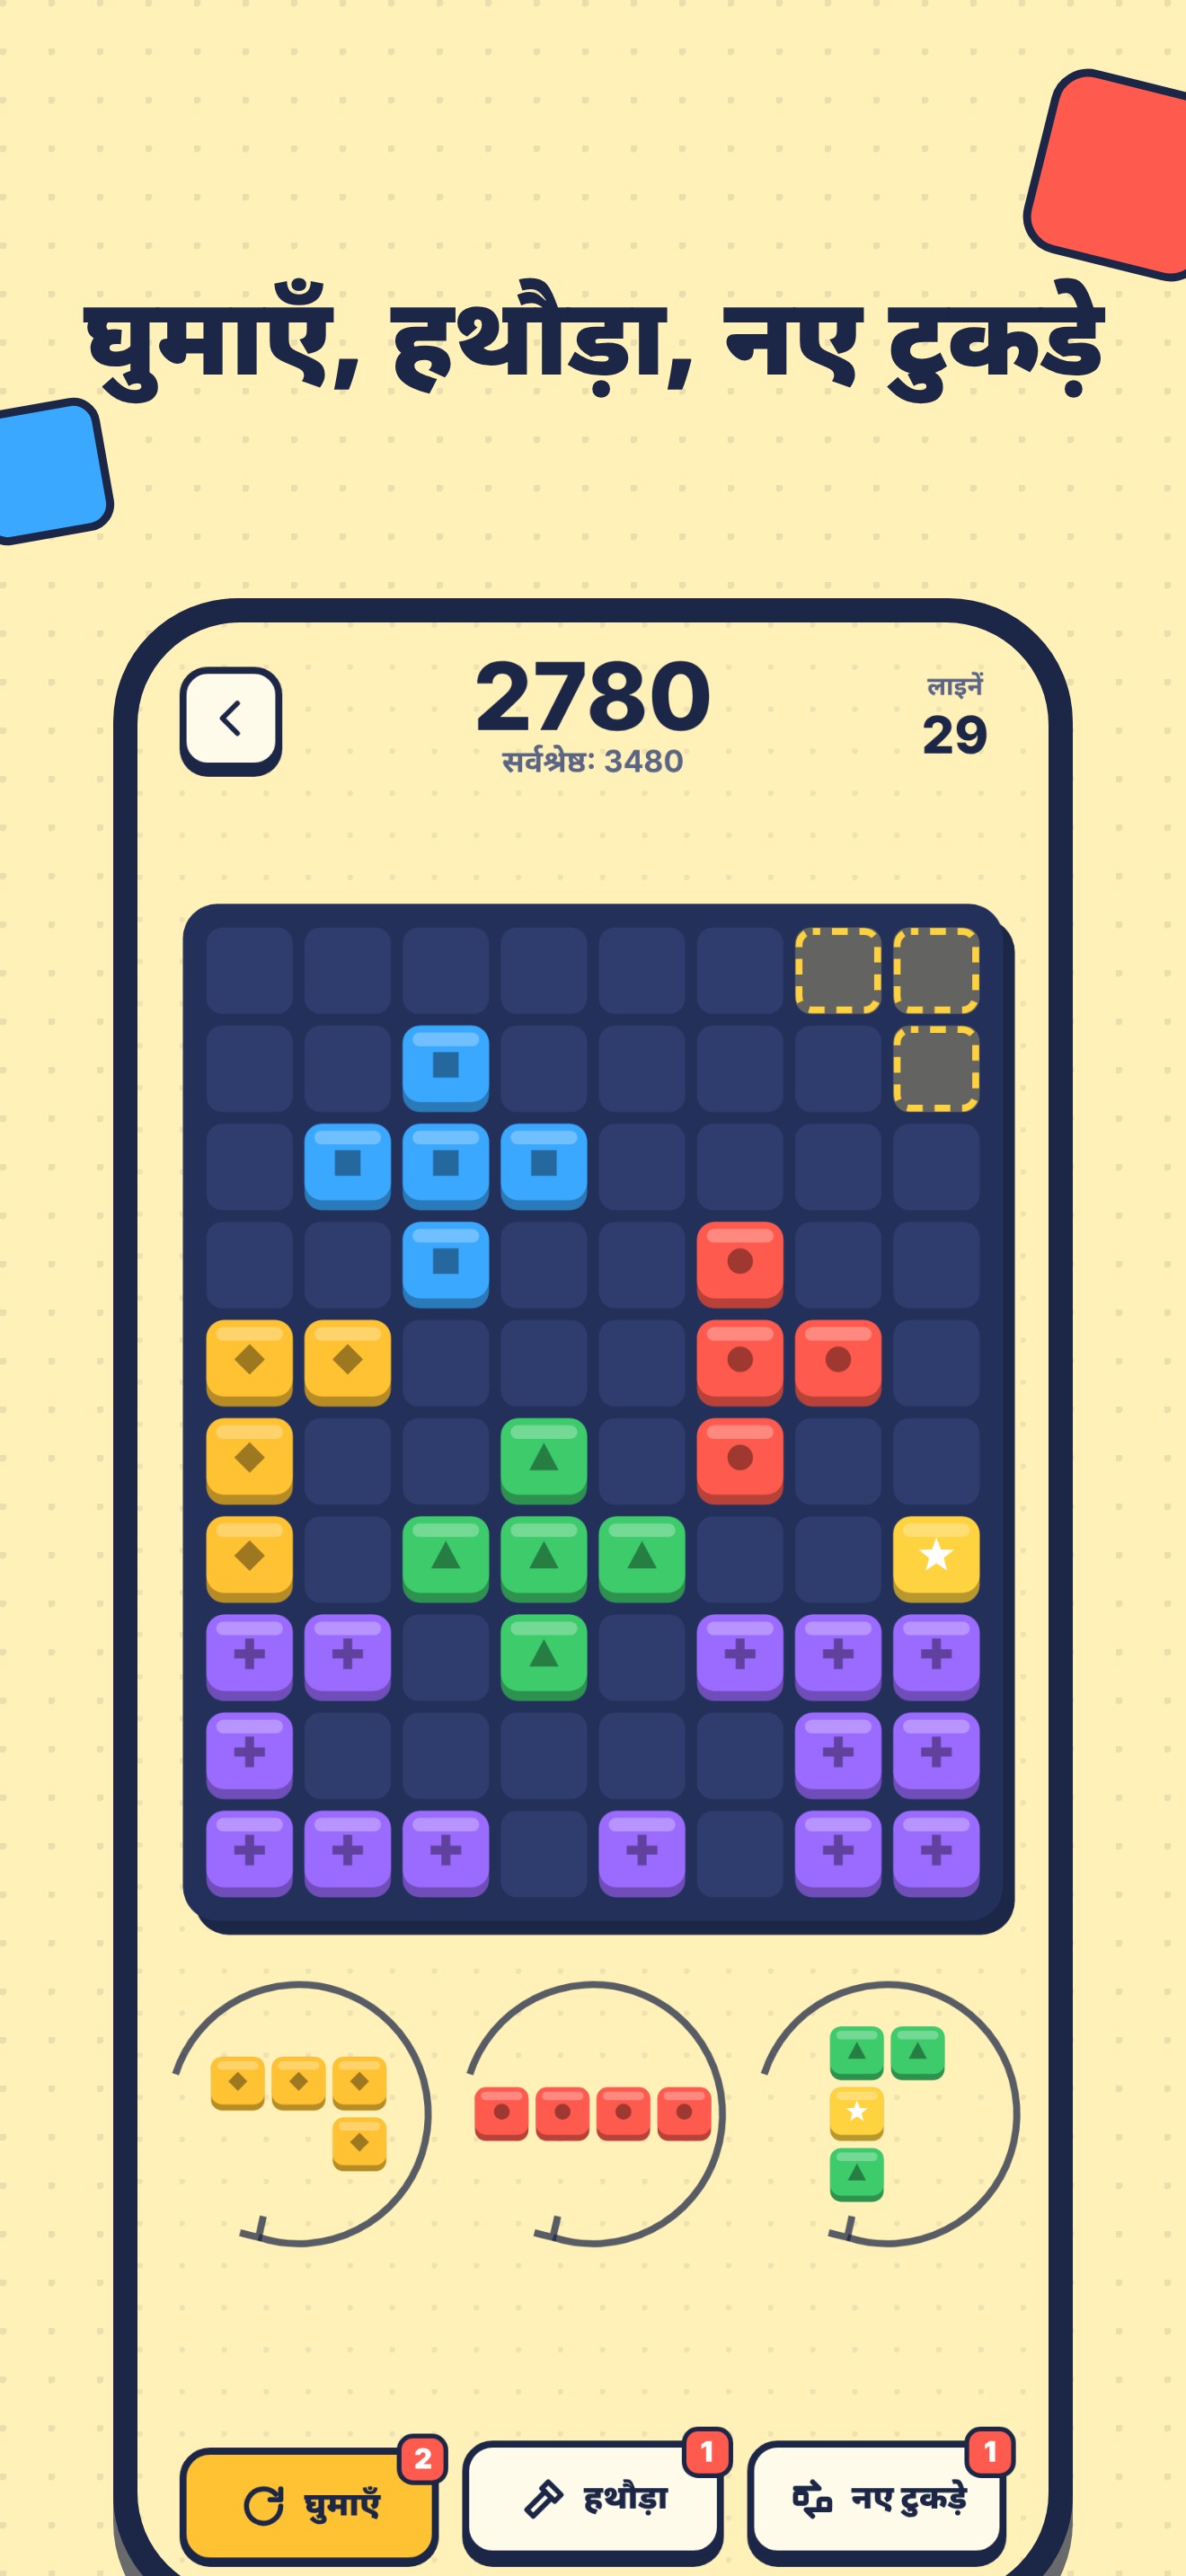 घुमाएँ, हथौड़ा, नए टुकड़े
2780
सर्वश्रेष्ठ: 3480
लाइनें
29
2
1
1
घुमाएँ
हथौड़ा
नए टुकड़े